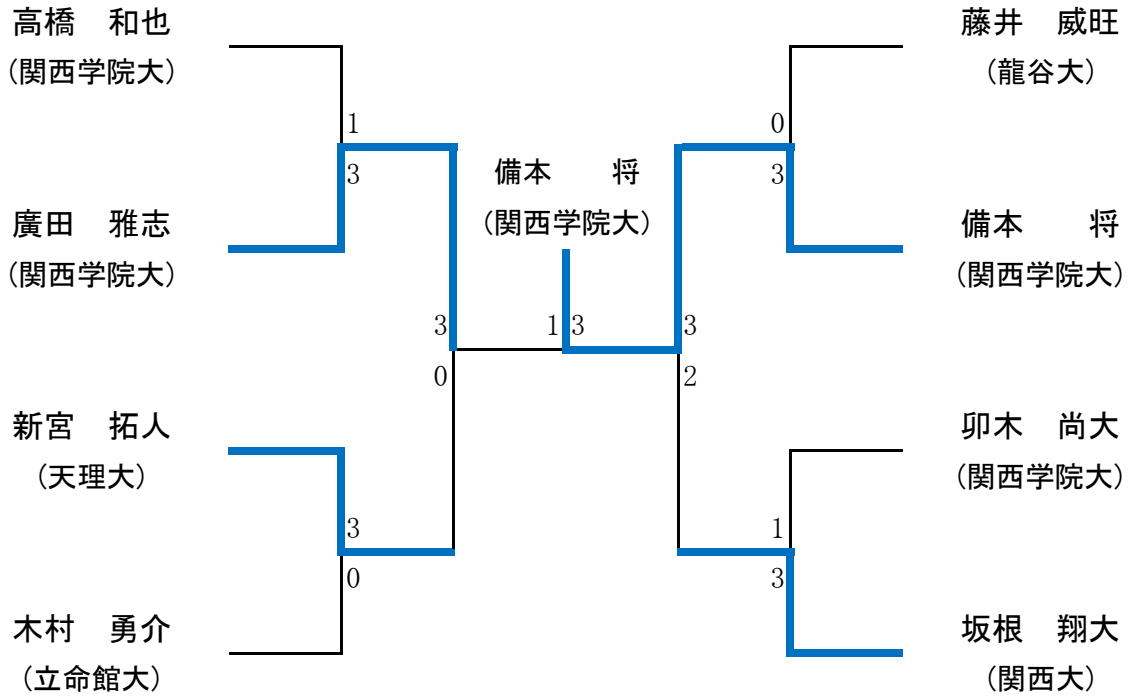 高橋　和也
(関西学院大)
1
3
廣田　雅志
(関西学院大)
3
0
新宮　拓人
(天理大)
3
0
木村　勇介
(立命館大)
備本　　将
(関西学院大)
1 3
藤井　威旺
(龍谷大)
0
3
備本　　将
(関西学院大)
3
2
卯木　尚大
(関西学院大)
1
3
坂根　翔大
(関西大)